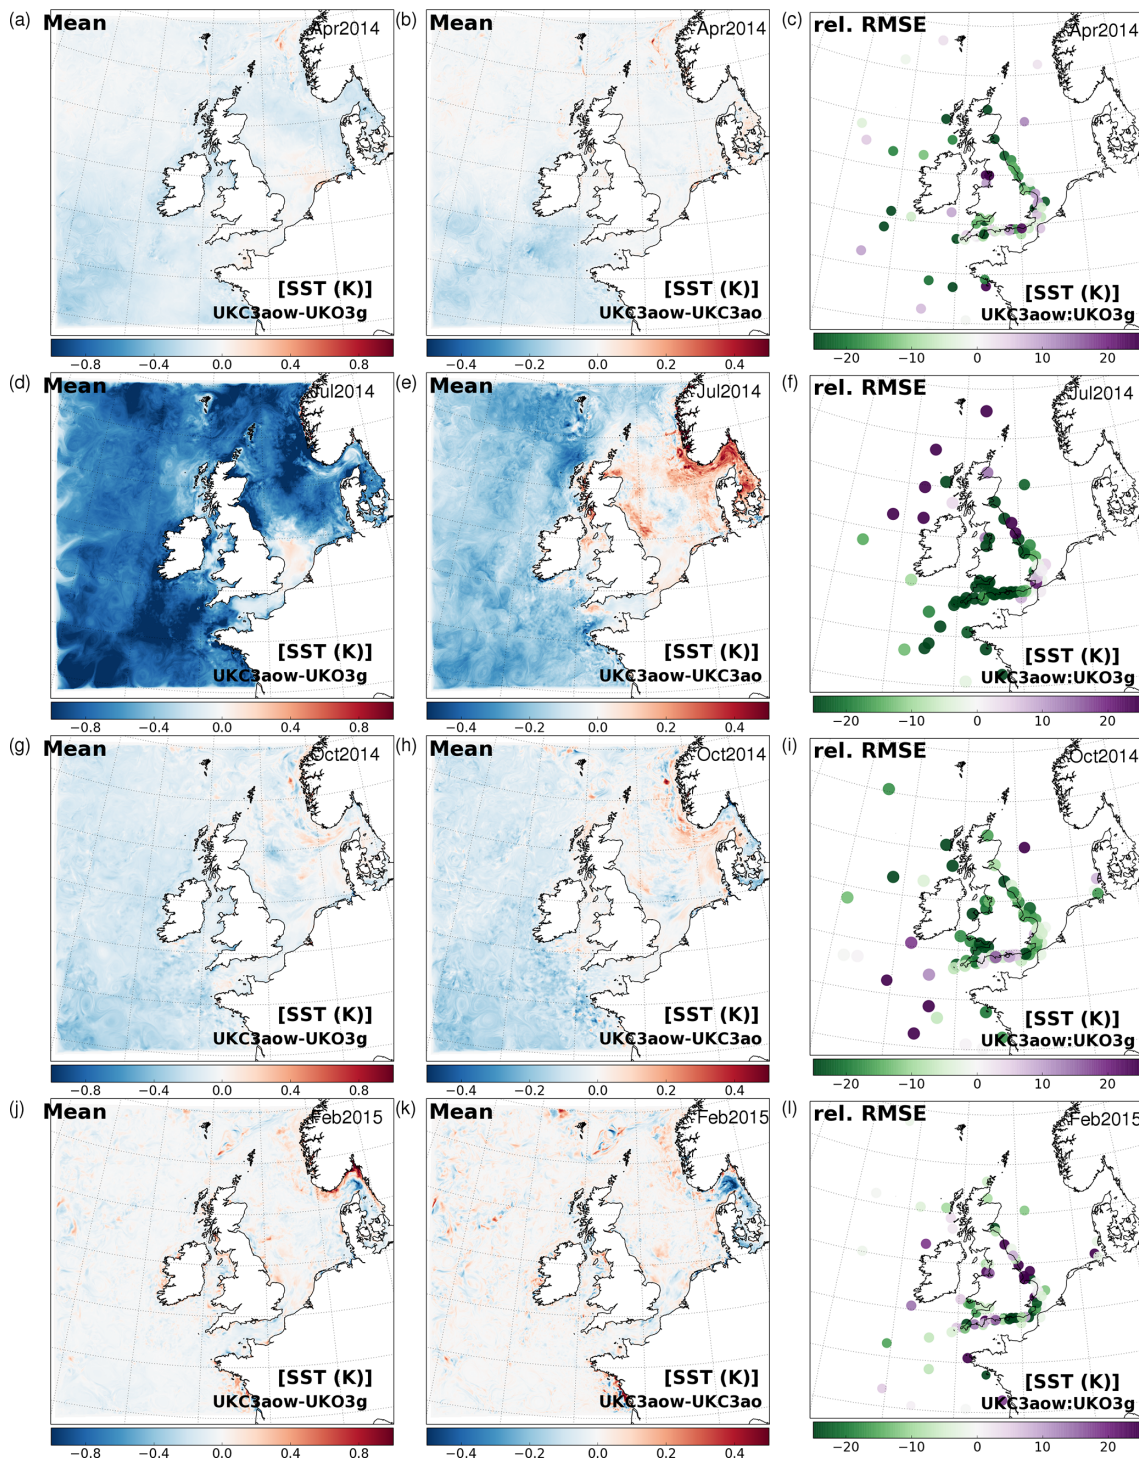 (a) Mean Apr2014
[SST (K)]
UKC3aow-UKO3g
−0.8 −0.4 0.0 0.4 0.8
(b) Mean Apr2014
[SST (K)]
UKC3aow-UKC3ao
−0.4 −0.2 0.0 0.2 0.4
(c) rel. RMSE Apr2014
[SST (K)]
UKC3aow:UKO3g
−20 −10 0 10 20
(d) Mean Jul2014
[SST (K)]
UKC3aow-UKO3g
−0.8 −0.4 0.0 0.4 0.8
(e) Mean Jul2014
[SST (K)]
UKC3aow-UKC3ao
−0.4 −0.2 0.0 0.2 0.4
(f) rel. RMSE Jul2014
[SST (K)]
UKC3aow:UKO3g
−20 −10 0 10 20
(g) Mean Oct2014
[SST (K)]
UKC3aow-UKO3g
−0.8 −0.4 0.0 0.4 0.8
(h) Mean Oct2014
[SST (K)]
UKC3aow-UKC3ao
−0.4 −0.2 0.0 0.2 0.4
(i) rel. RMSE Oct2014
[SST (K)]
UKC3aow:UKO3g
−20 −10 0 10 20
(j) Mean Feb2015
[SST (K)]
UKC3aow-UKO3g
−0.8 −0.4 0.0 0.4 0.8
(k) Mean Feb2015
[SST (K)]
UKC3aow-UKC3ao
−0.4 −0.2 0.0 0.2 0.4
(l) rel. RMSE Feb2015
[SST (K)]
UKC3aow:UKO3g
−20 −10 0 10 20